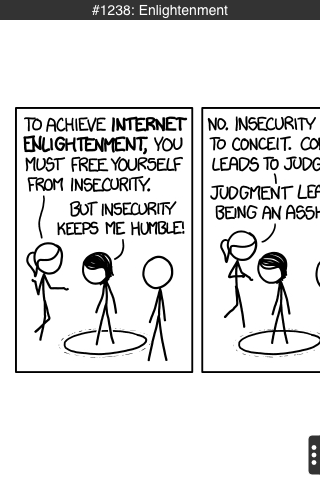 #1238: Enlightenment
TO ACHIEVE INTERNET
ENLIGHTENMENT, YOU
MUST FREE YOURSELF
FROM INSECURITY.
BUT INSECURITY
KEEPS ME HUMBLE!
NO. INSECURITY
TO CONCEIT.
LEADS TO
JUDGMENT
BEING AN